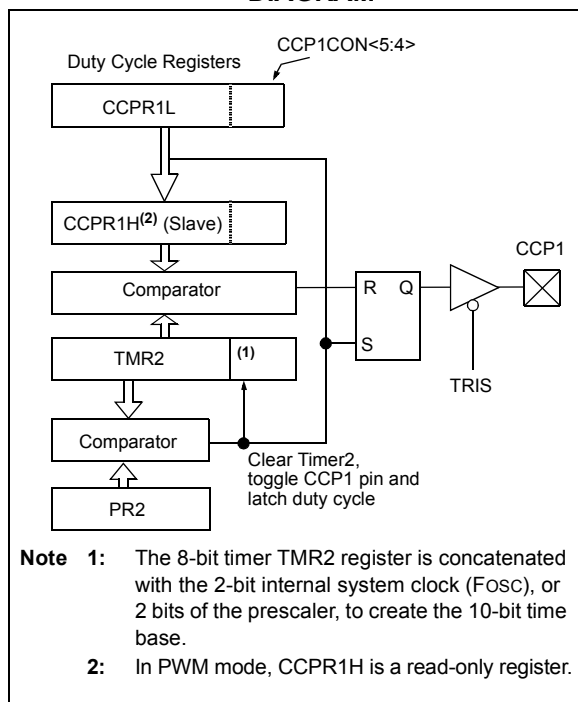 DIAGRAM
CCP1CON<5:4>
Duty Cycle Registers
CCPR1L
CCPR1H(2) (Slave)
CCP1
Comparator
R Q
TMR2
(1)
S
TRIS
Comparator
Clear Timer2,
toggle CCP1 pin and
latch duty cycle
PR2
Note 1: The 8-bit timer TMR2 register is concatenated
with the 2-bit internal system clock (FOSC), or
2 bits of the prescaler, to create the 10-bit time
base.
2: In PWM mode, CCPR1H is a read-only register.